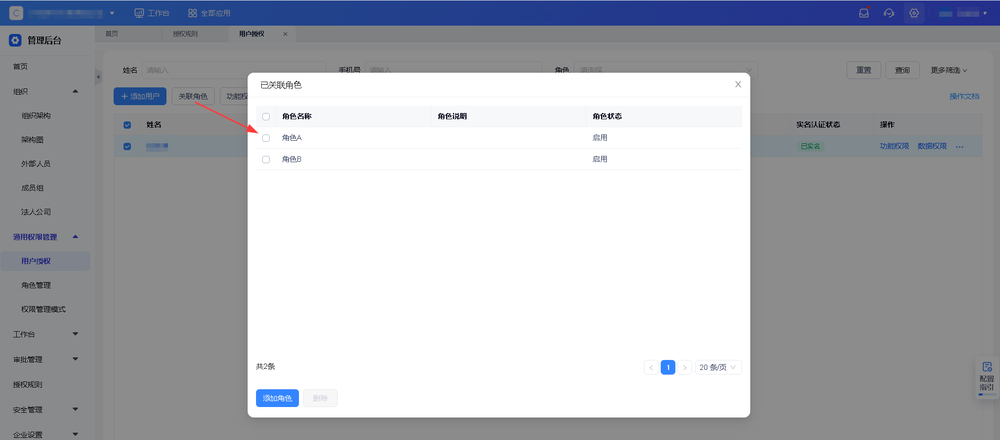 C
工作台
全部应用
管理后台
首页
授权规则
用户授权
首页
组织
组织架构
架构图
外部人员
成员组
法人公司
通用权限管理
用户授权
角色管理
权限管理模式
工作台
审批管理
授权规则
安全管理
企业设置
姓名
请输入
手机号
请输入
角色
请选择
重置
查询
更多筛选
添加用户
关联角色
功能权
操作文档
姓名
实名认证状态
操作
已实名
功能权限
数据权限
已关联角色
角色名称
角色说明
角色状态
角色A
启用
角色B
启用
共2条
1
20 条/页
添加角色
删除
配置
指引